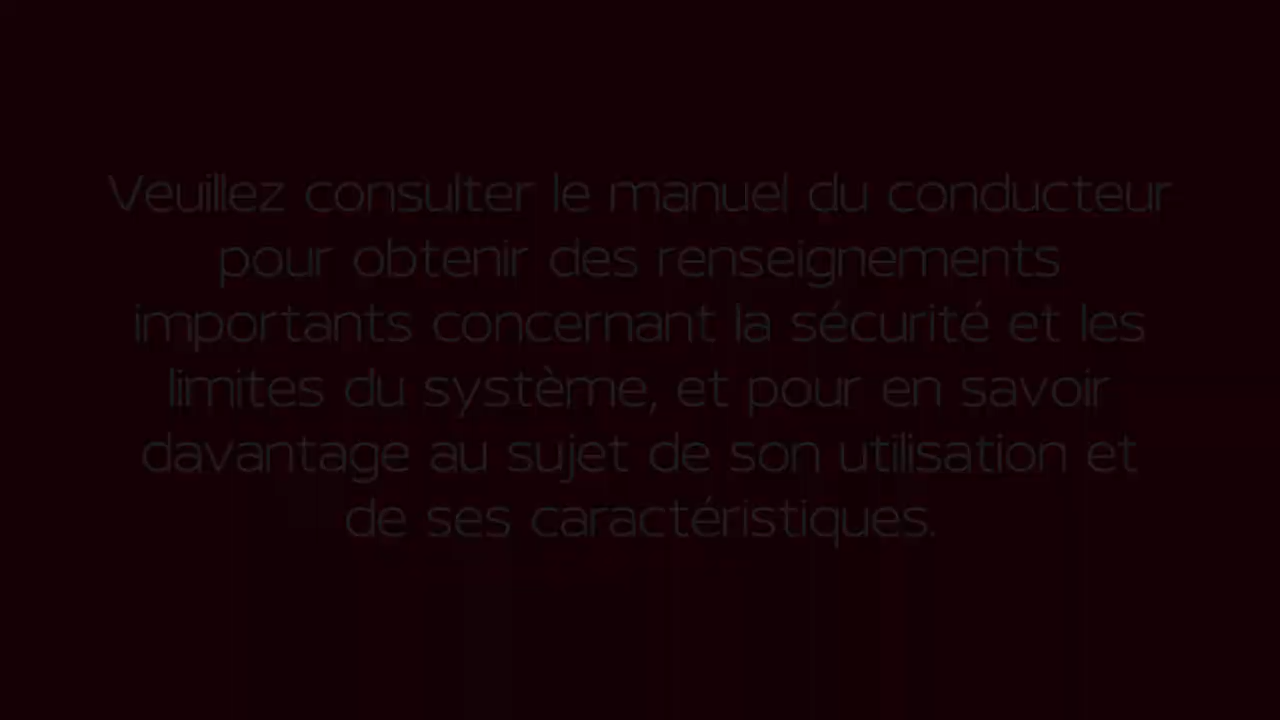 Veuillez consulter le manuel du conducteur
pour obtenir des renseignements
importants concernant la sécurité et les
limites du système, et pour en savoir
davantage au sujet de son utilisation et
de ses caractéristiques.